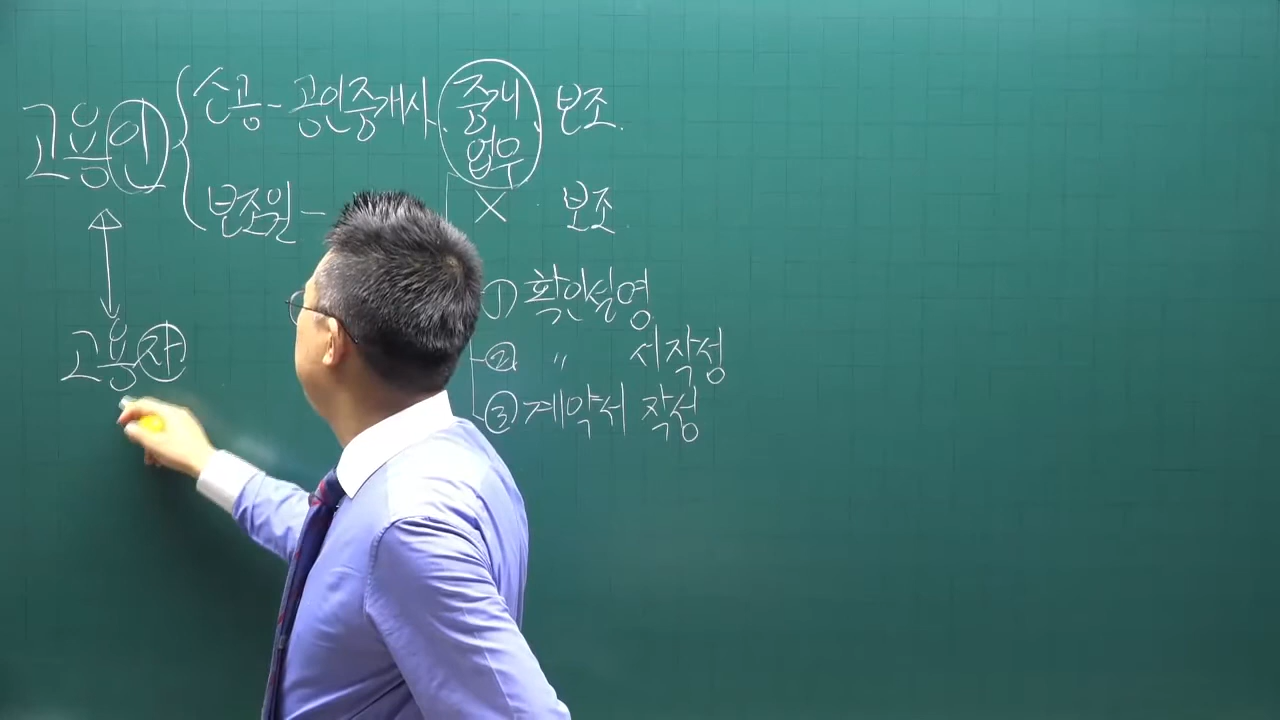 고용인 { 소공 - 공인중개사. 중개업무 보조.
보조원 - X · 보조.
① 확인설명
② 〃 서작성
③ 계약서 작성
고용자